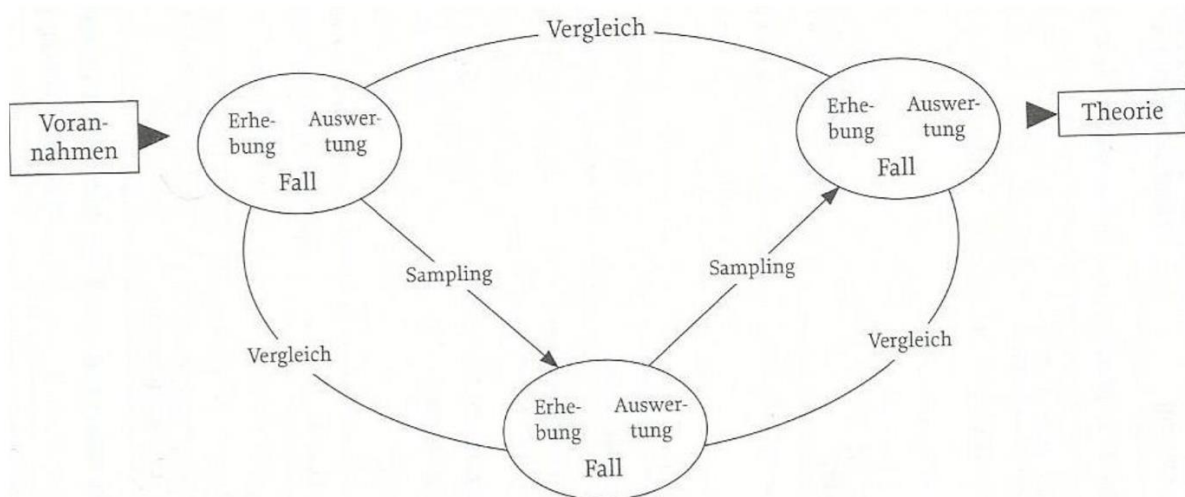 Vergleich
Voran-
nahmen
Erhe-
bung
Auswer-
tung
Fall
Erhe-
bung
Auswer-
tung
Fall
Theorie
Sampling
Sampling
Vergleich
Vergleich
Erhe-
bung
Auswer-
tung
Fall